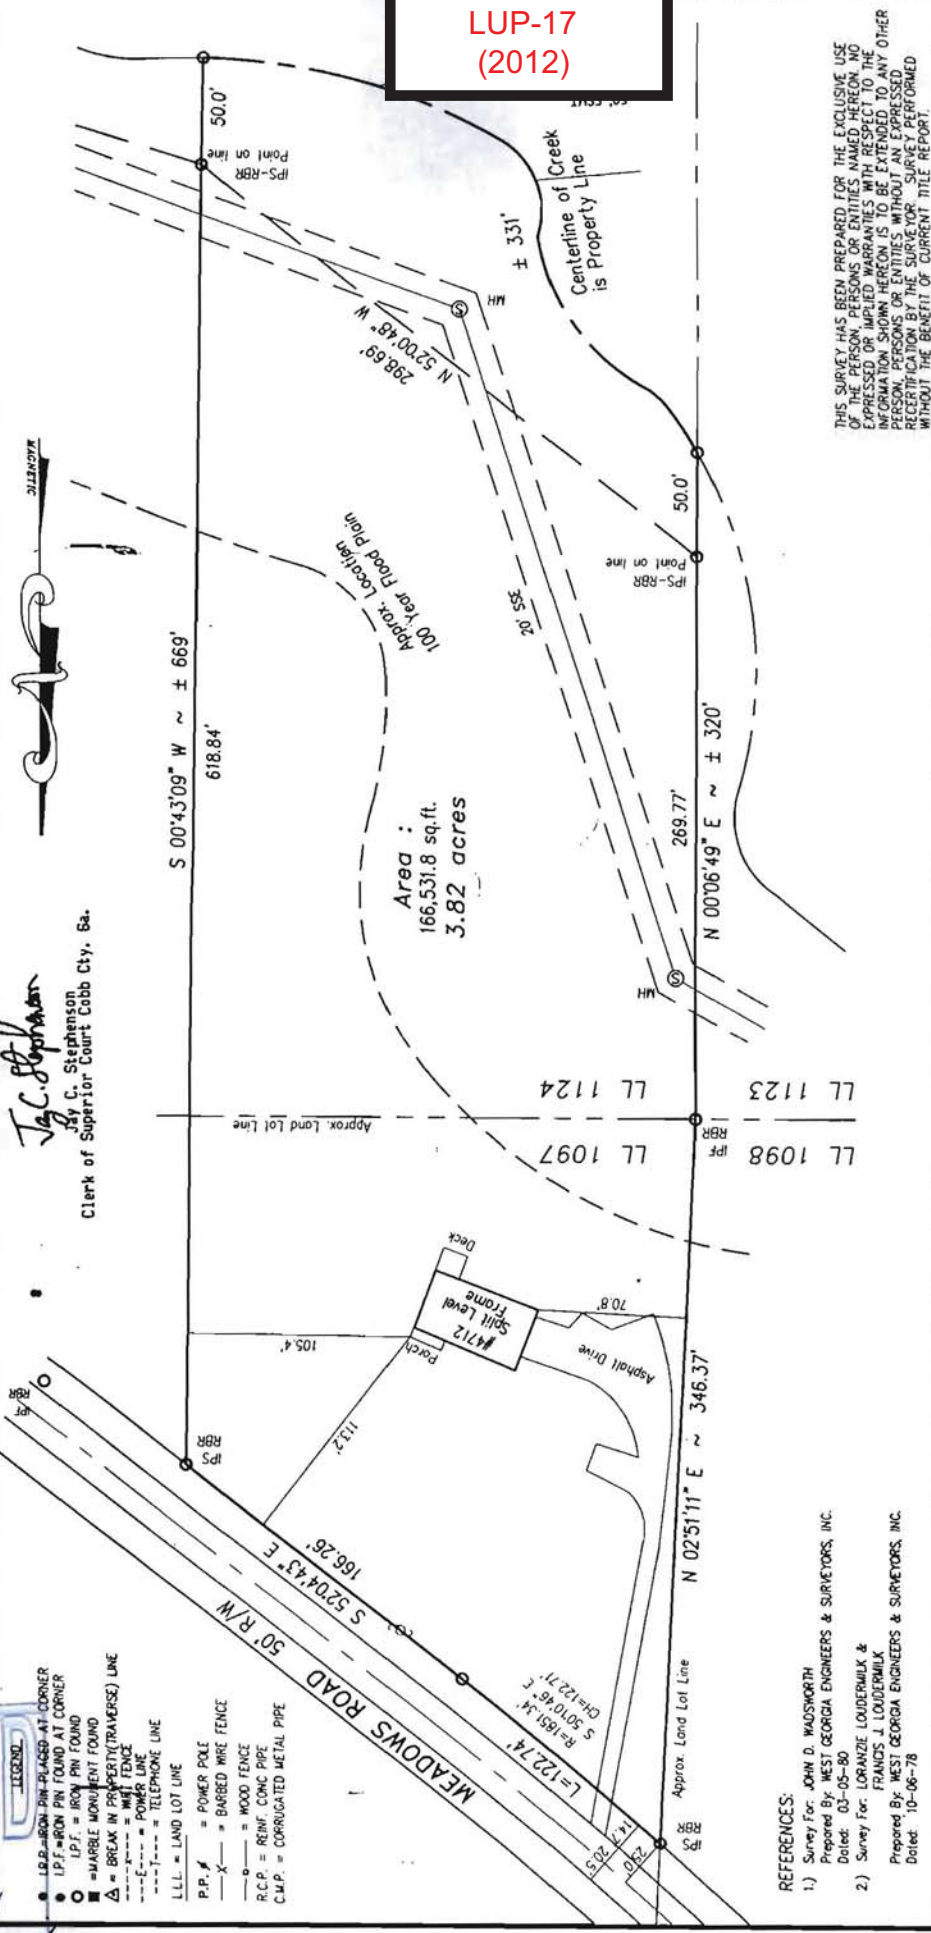 LUP-17
(2012)
50' ESMT
THIS SURVEY HAS BEEN PREPARED FOR THE EXCLUSIVE USE
OF THE PERSON, PERSONS OR ENTITIES NAMED HEREON. NO
EXPRESSED OR IMPLIED WARRANTIES WITH RESPECT TO THE
INFORMATION SHOWN HEREON IS TO BE EXTENDED TO ANY OTHER
PERSON, PERSONS OR ENTITIES WITHOUT AN EXPRESSED
RECERTIFICATION BY THE SURVEYOR. SURVEY PERFORMED
WITHOUT THE BENEFIT OF CURRENT TITLE REPORT.
50.0'
IPS-RBR
Point on line
± 331'
Centerline of Creek
is Property Line
MH
S
N 52°00'48" W
298.69'
MAGNETIC
Approx. Location
100 Year Flood Plain
50.0'
IPS-RBR
Point on line
20' SSE
S 00°43'09" W ~ ± 669'
618.84'
Area :
166,531.8 sq.ft.
3.82 acres
269.77'
N 00°06'49" E ~ ± 320'
MH
S
Jay C. Stephenson
Jay C. Stephenson
Clerk of Superior Court Cobb Cty. Ga.
Approx. Land Lot Line
LL 1124
LL 1097
LL 1123
LL 1098
IPF
RBR
Deck
#4712
Split Level
Frame
Porch
70.8'
105.4'
113.2'
Asphalt Drive
IPF
RBR
IPS
RBR
S 52°04'43" E
166.26'
N 02°51'11" E ~ 346.37'
MEADOWS ROAD 50' R/W
R=1851.34'
S 50°10'46" E
CH=122.71'
L=122.74'
Approx. Land Lot Line
14.7'
20.5'
25.0'
IPS
RBR
LEGEND
I.P.P.=IRON PIN PLACED AT CORNER
I.P.F.=IRON PIN FOUND AT CORNER
I.P.F. = IRON PIN FOUND
=MARBLE MONUMENT FOUND
= BREAK IN PROPERTY(TRAVERSE) LINE
---E--- = POWER LINE
---T--- = TELEPHONE LINE
L.L.L. = LAND LOT LINE
P.P. = POWER POLE
—X— = BARBED WIRE FENCE
= WOOD FENCE
R.C.P. = REINF. CONC PIPE
C.M.P. = CORRUGATED METAL PIPE
REFERENCES:
1.) Survey For: JOHN D. WADSWORTH
Prepared By: WEST GEORGIA ENGINEERS & SURVEYORS, INC.
Dated: 03-05-80
2.) Survey For: LORANZIE LOUDERMILK &
FRANCIS J. LOUDERMILK
Prepared By: WEST GEORGIA ENGINEERS & SURVEYORS, INC.
Dated: 10-06-78